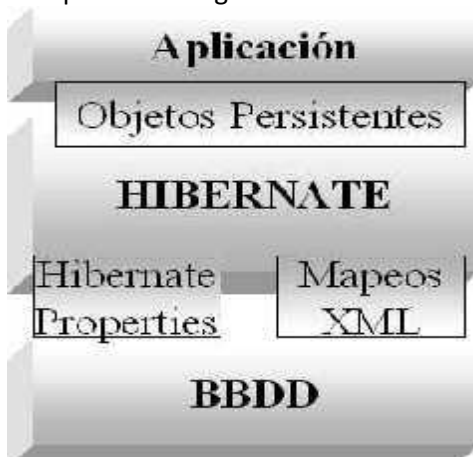 Aplicación
Objetos Persistentes
HIBERNATE
Hibernate Mapeos
Properties XML
BBDD